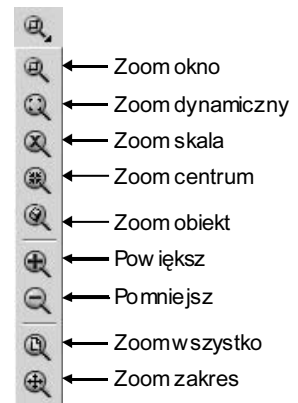 Zoom okno
Zoom dynamiczny
Zoom skala
Zoom centrum
Zoom obiekt
Powiększ
Pomniejsz
Zoom wszystko
Zoom zakres